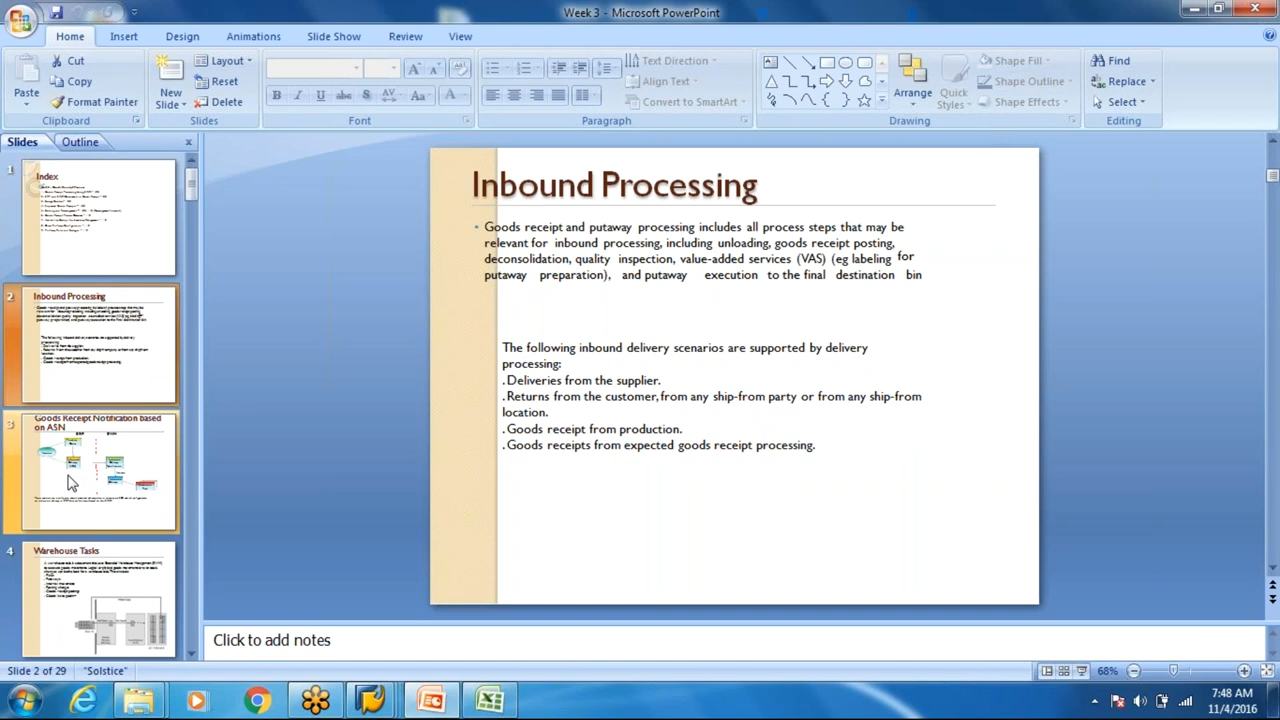 Week 3 - Microsoft PowerPoint
Home Insert Design Animations Slide Show Review View
Cut
Copy
Format Painter
Paste
Clipboard
New
Slide
Layout
Reset
Delete
Slides
B I U abc S AV Aa A
Font
Text Direction
Align Text
Convert to SmartArt
Paragraph
Arrange
Quick
Styles
Shape Fill
Shape Outline
Shape Effects
Drawing
Find
Replace
Select
Editing
Slides Outline
1
Index
2
Inbound Processing
3
Goods Receipt Notification based
on ASN
4
Warehouse Tasks
Inbound Processing
Goods receipt and putaway processing includes all process steps that may be
relevant for inbound processing, including unloading, goods receipt posting,
deconsolidation, quality inspection, value-added services (VAS) (eg labeling for
putaway preparation), and putaway execution to the final destination bin
The following inbound delivery scenarios are supported by delivery
processing:
. Deliveries from the supplier.
. Returns from the customer, from any ship-from party or from any ship-from
location.
. Goods receipt from production.
. Goods receipts from expected goods receipt processing.
Click to add notes
Slide 2 of 29 "Solstice" 68%
7:48 AM
11/4/2016